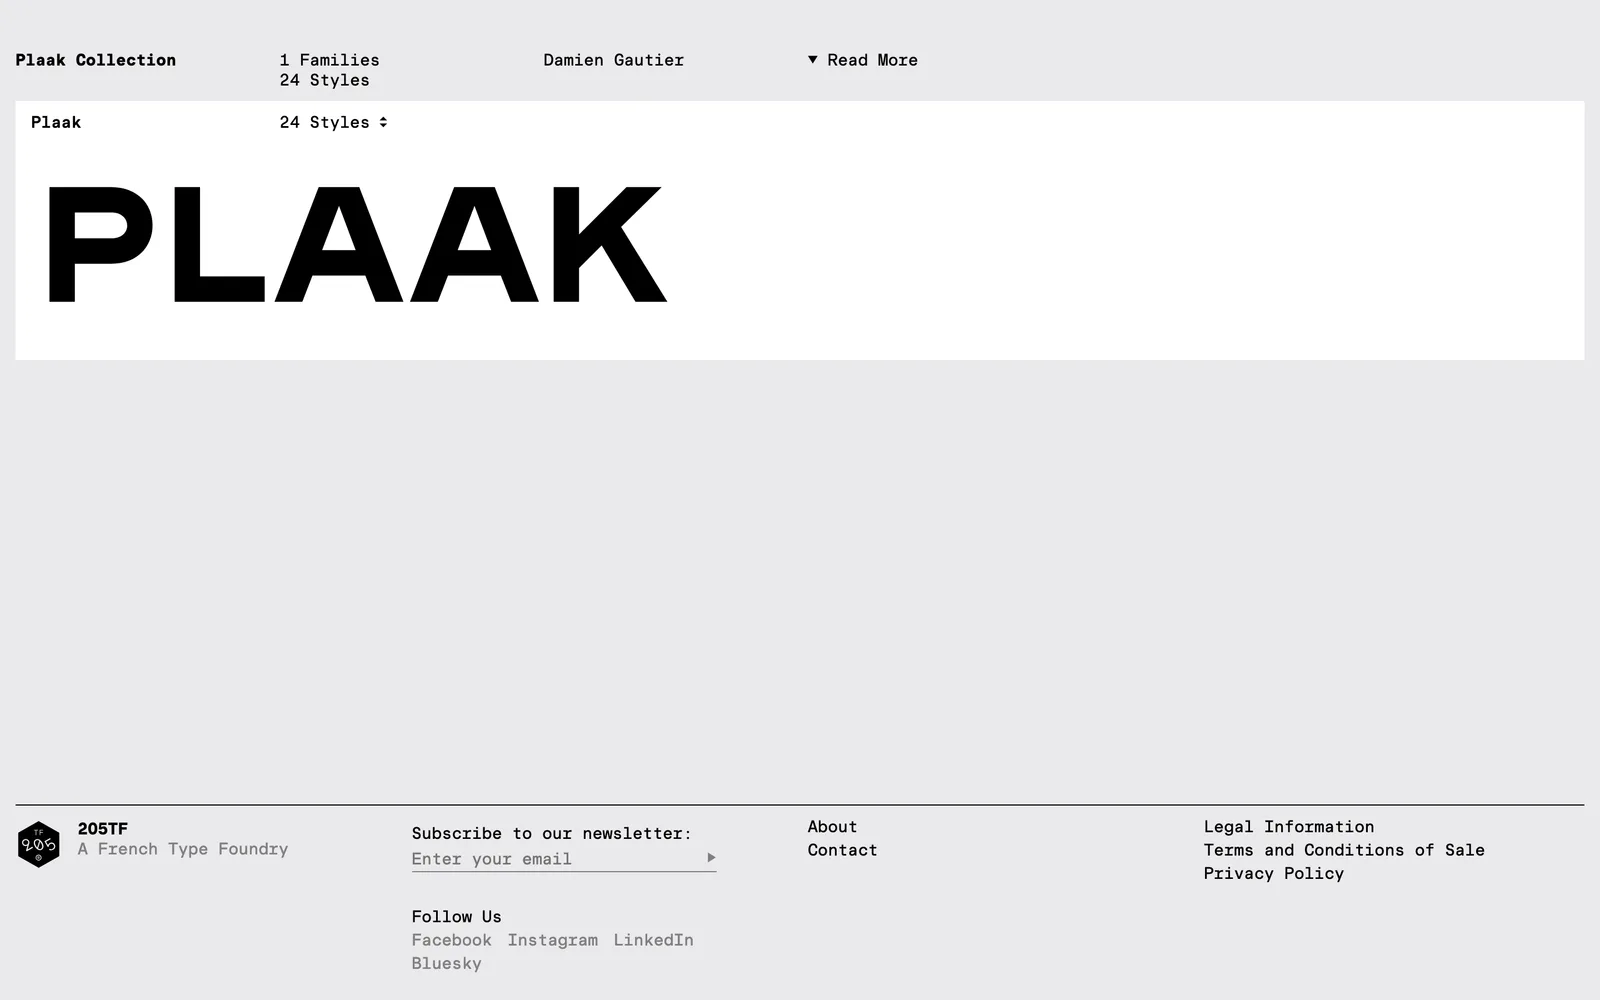 Plaak Collection
1 Families
24 Styles
Damien Gautier
▼ Read More
Plaak
24 Styles
PLAAK
TF
205
205TF
A French Type Foundry
Subscribe to our newsletter:
Enter your email
Follow Us
Facebook Instagram LinkedIn
Bluesky
About
Contact
Legal Information
Terms and Conditions of Sale
Privacy Policy